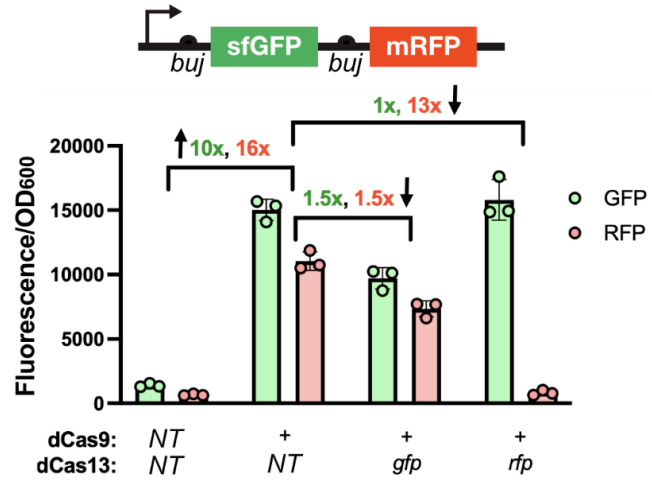 sfGFP mRFP
buj buj
1x, 13x
10x, 16x
1.5x, 1.5x
20000
15000
10000
5000
0
Fluorescence/OD600
GFP
RFP
dCas9: NT + + +
dCas13: NT NT gfp rfp